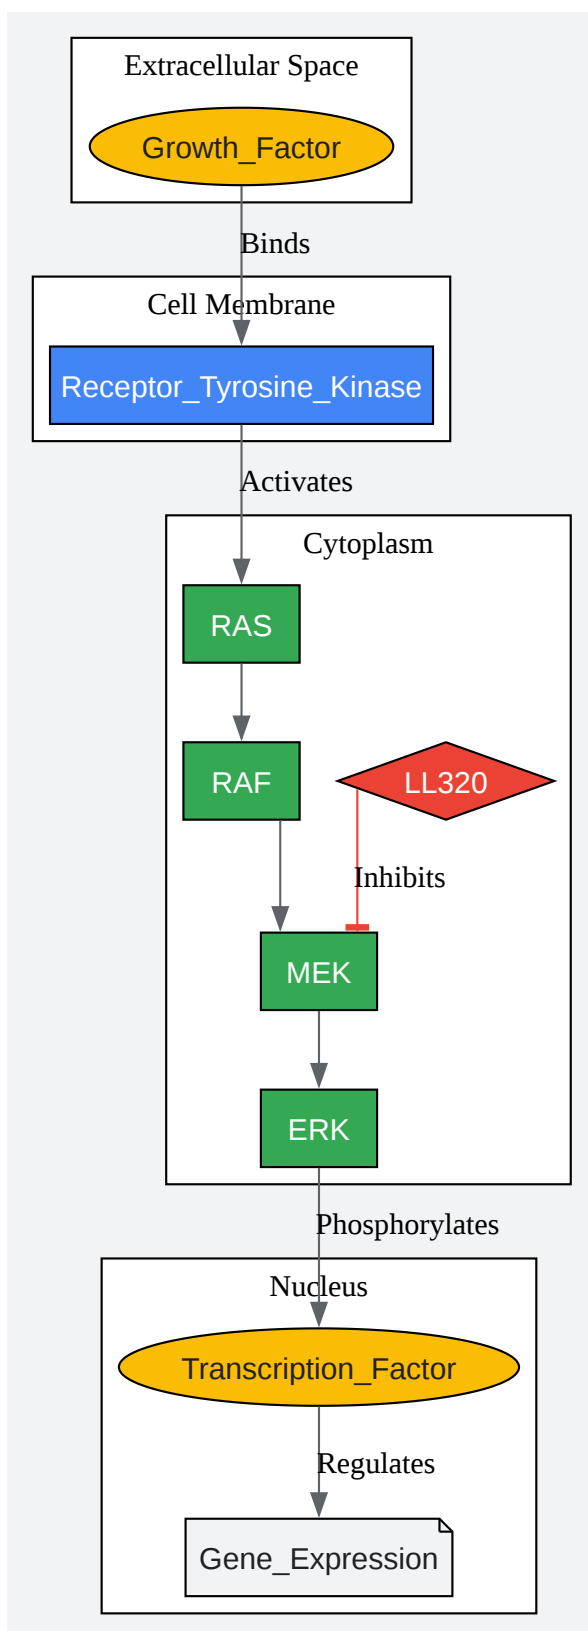 Extracellular Space
Growth_Factor
Binds
Cell Membrane
Receptor_Tyrosine_Kinase
Activates
Cytoplasm
RAS
RAF
LL320
Inhibits
MEK
ERK
Phosphorylates
Nucleus
Transcription_Factor
Regulates
Gene_Expression